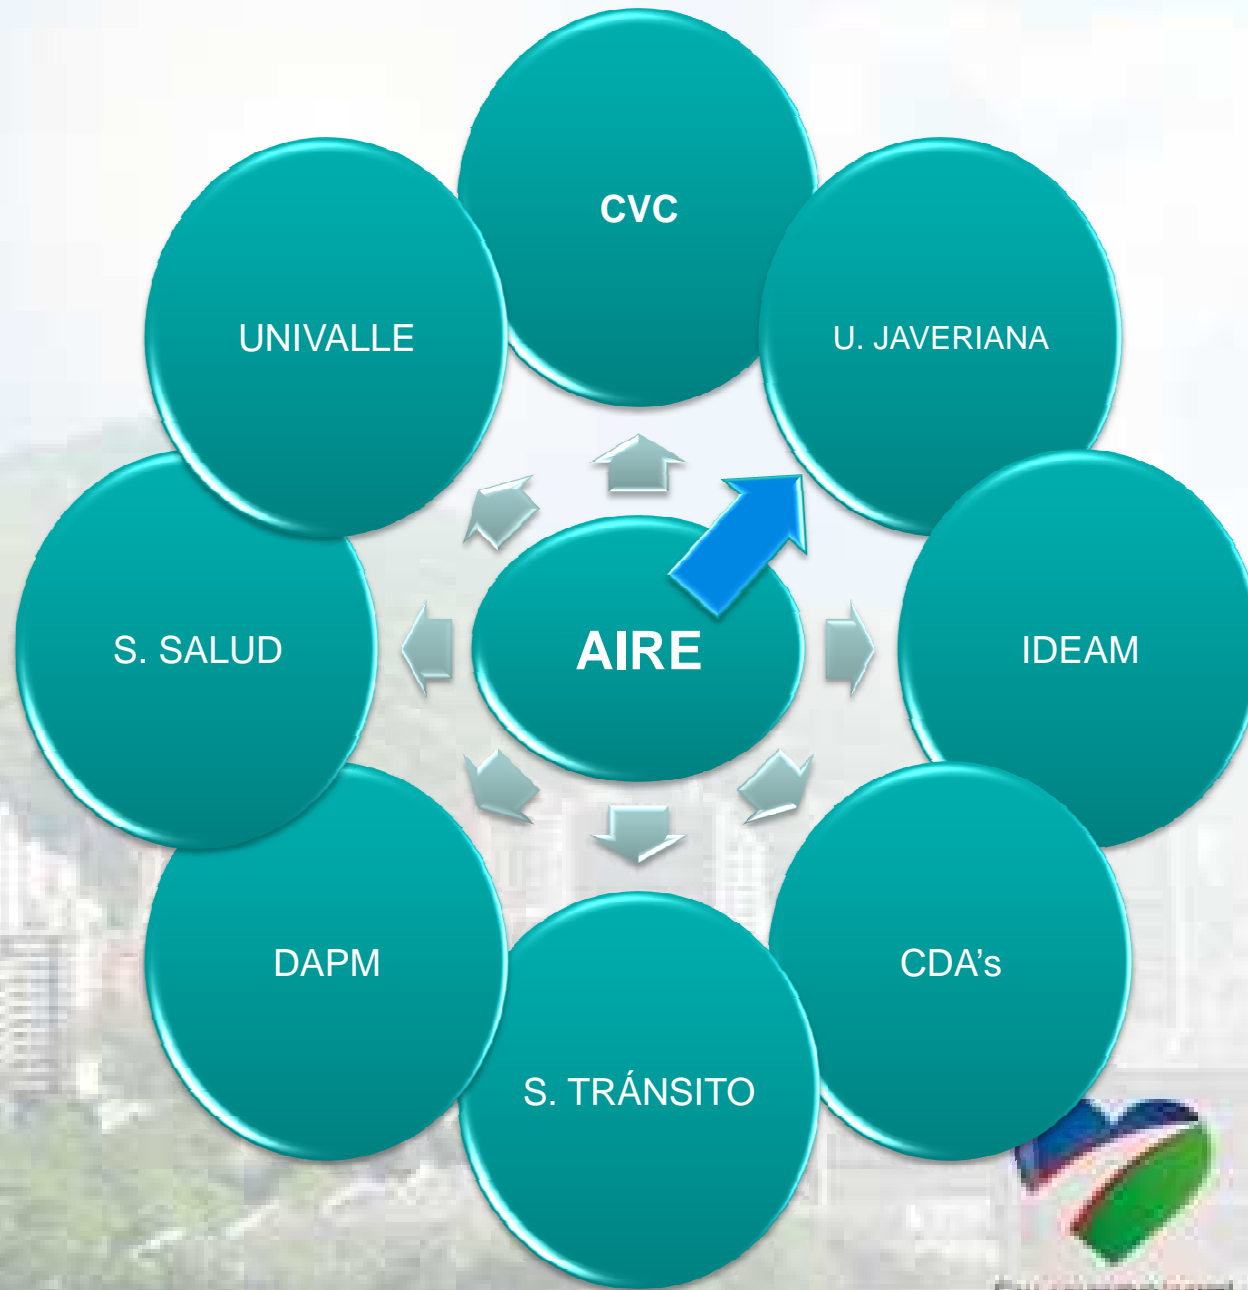 CVC
UNIVALLE
U. JAVERIANA
S. SALUD
AIRE
IDEAM
DAPM
CDA’s
S. TRÁNSITO